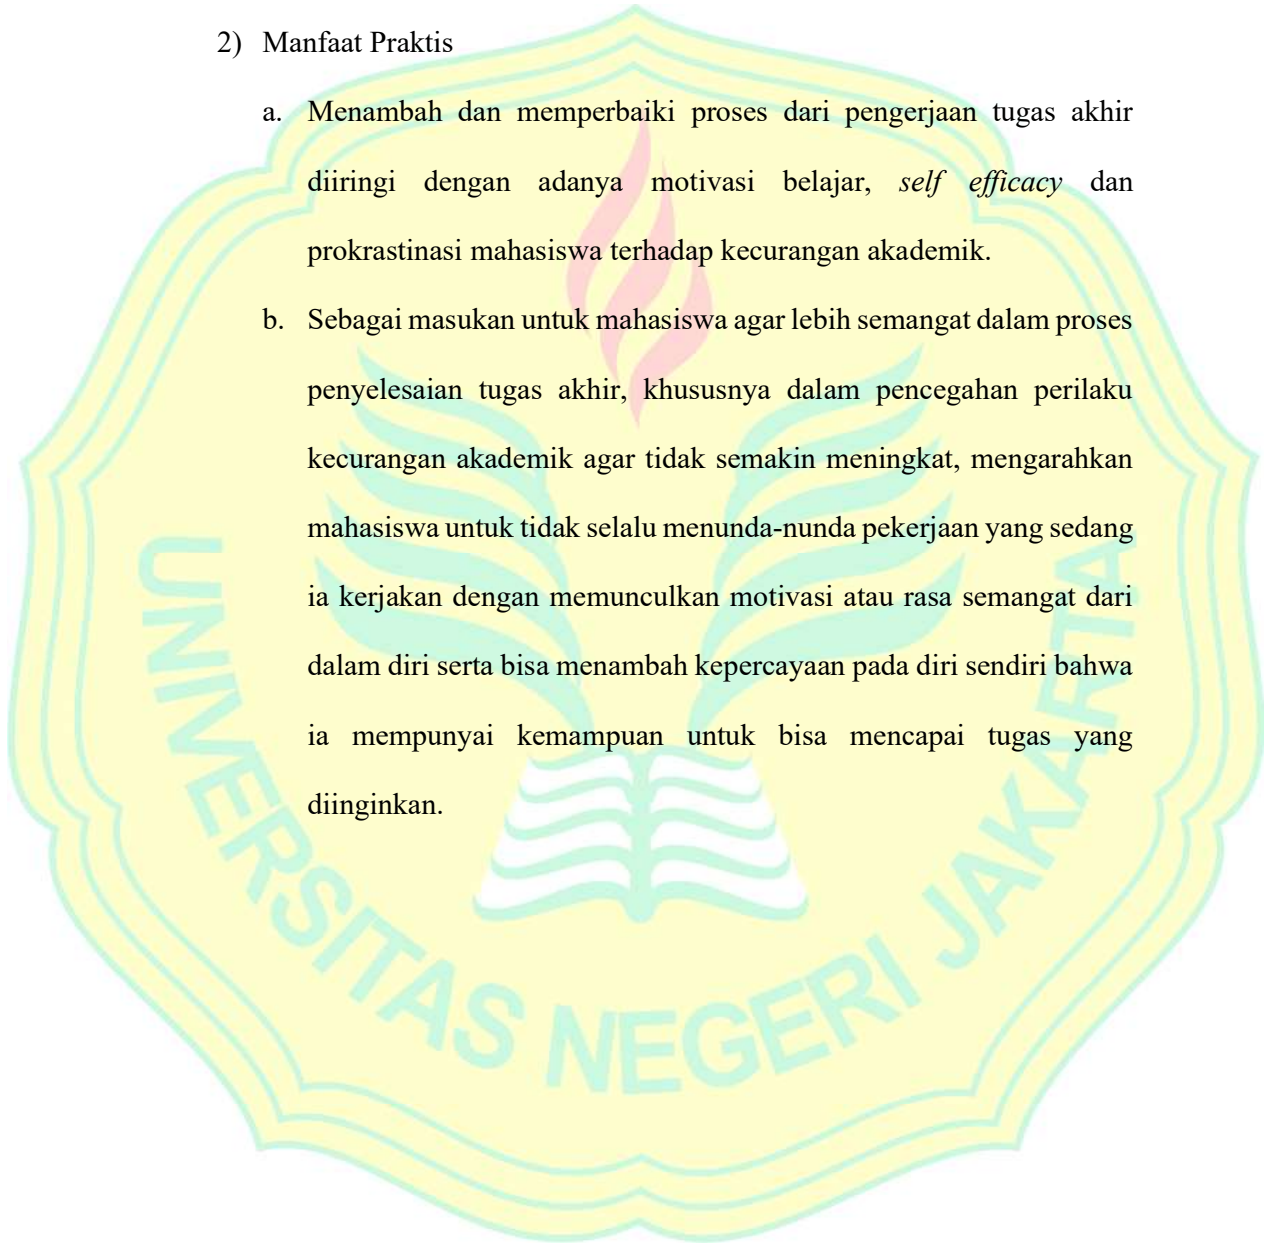 2) Manfaat Praktis
a. Menambah dan memperbaiki proses dari pengerjaan tugas akhir
diiringi dengan adanya motivasi belajar, self efficacy dan
prokrastinasi mahasiswa terhadap kecurangan akademik.
b. Sebagai masukan untuk mahasiswa agar lebih semangat dalam proses
penyelesaian tugas akhir, khususnya dalam pencegahan perilaku
kecurangan akademik agar tidak semakin meningkat, mengarahkan
mahasiswa untuk tidak selalu menunda-nunda pekerjaan yang sedang
ia kerjakan dengan memunculkan motivasi atau rasa semangat dari
dalam diri serta bisa menambah kepercayaan pada diri sendiri bahwa
ia mempunyai kemampuan untuk bisa mencapai tugas yang
diinginkan.
UNIVERSITAS NEGERI JAKARTA